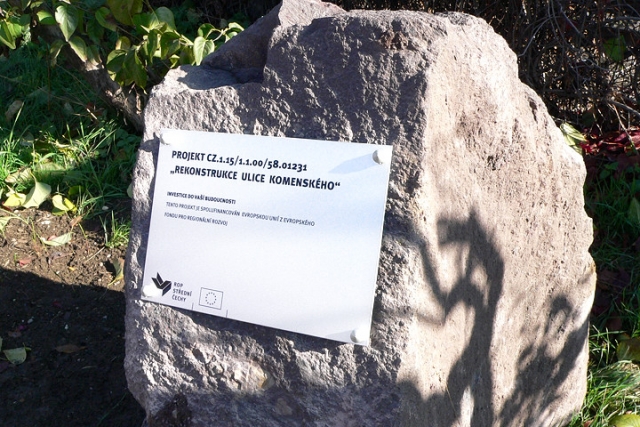 PROJEKT CZ.1.15/1.1.00/58.01231
„REKONSTRUKCE ULICE KOMENSKÉHO“
INVESTICE DO VAŠÍ BUDOUCNOSTI
TENTO PROJEKT JE SPOLUFINANCOVÁN EVROPSKOU UNIÍ Z EVROPSKÉHO
FONDU PRO REGIONÁLNÍ ROZVOJ
ROP
STŘEDNÍ
ČECHY